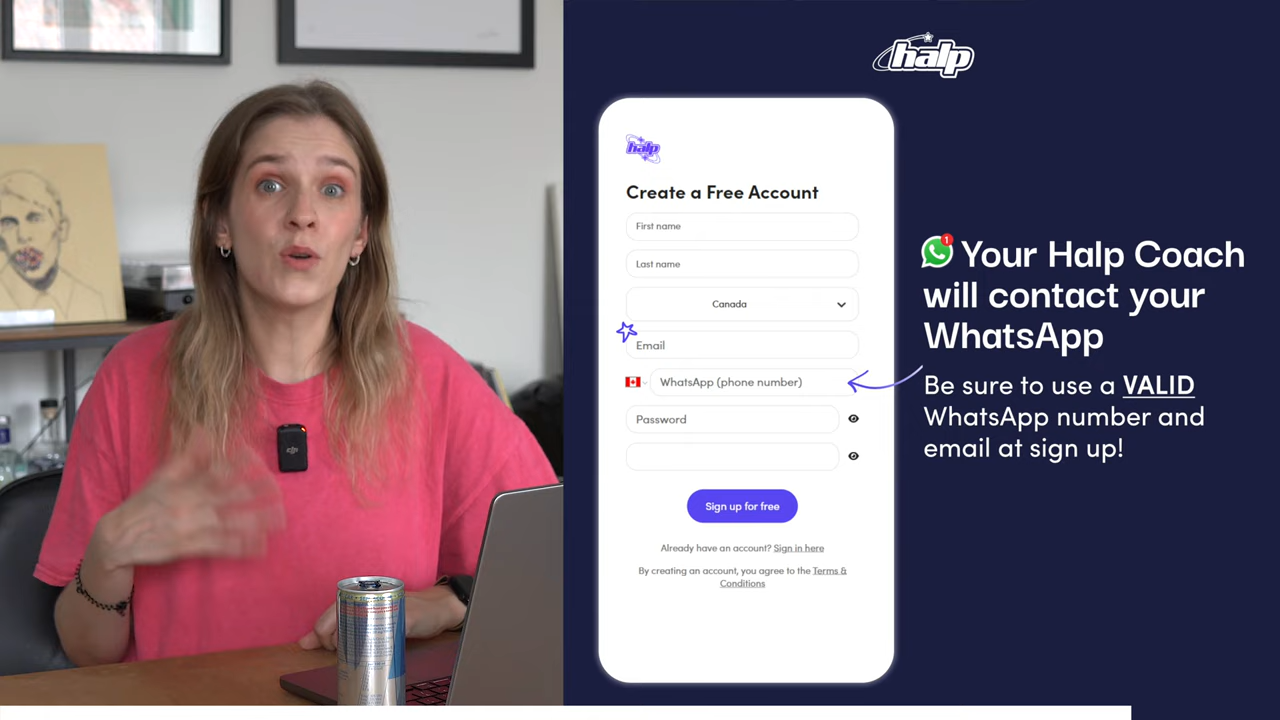 halp
halp
Create a Free Account
First name
Last name
Canada
Email
WhatsApp (phone number)
Password
Sign up for free
Already have an account? Sign in here
By creating an account, you agree to the Terms &
Conditions
1
Your Halp Coach
will contact your
WhatsApp
Be sure to use a VALID
WhatsApp number and
email at sign up!
dji